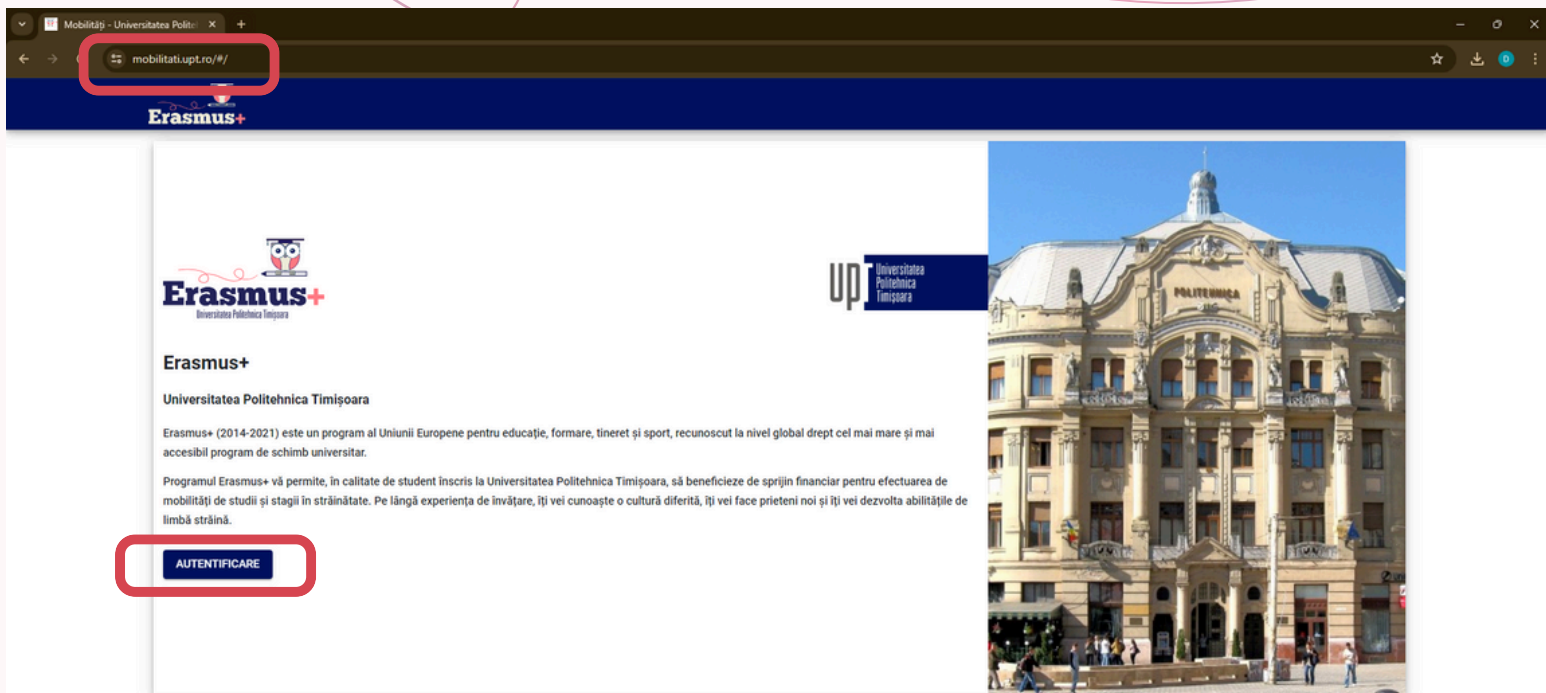 Mobilități - Universitatea Polite
mobilitati.upt.ro/#/
D
Erasmus+
Erasmus+
Universitatea Politehnica Timișoara
upt Universitatea
Politehnica
Timișoara
POLITEHNICA
Erasmus+
Universitatea Politehnica Timișoara
Erasmus+ (2014-2021) este un program al Uniunii Europene pentru educație, formare, tineret și sport, recunoscut la nivel global drept cel mai mare și mai
accesibil program de schimb universitar.
Programul Erasmus+ vă permite, în calitate de student înscris la Universitatea Politehnica Timișoara, să beneficieze de sprijin financiar pentru efectuarea de
mobilități de studii și stagii în străinătate. Pe lângă experiența de învățare, îți vei cunoaște o cultură diferită, îți vei face prieteni noi și îți vei dezvolta abilitățile de
limbă străină.
AUTENTIFICARE